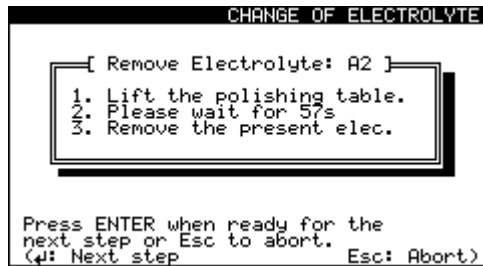 CHANGE OF ELECTROLYTE
[ Remove Electrolyte: A2 ]
1. Lift the polishing table.
2. Please wait for 57s
3. Remove the present elec.
Press ENTER when ready for the
next step or Esc to abort.
(↲: Next step Esc: Abort)